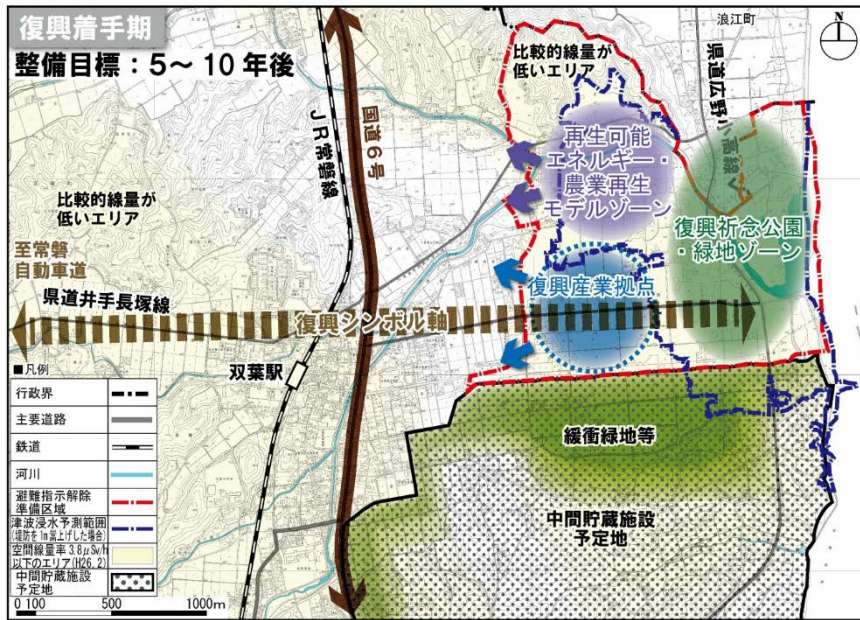 復興着手期
整備目標：5～10年後
浪江町
N
比較的線量が
低いエリア
県道広野小高線
JR常磐線
国道6号
再生可能
エネルギー・
農業再生
モデルゾーン
比較的線量が
低いエリア
復興祈念公園
・緑地ゾーン
至常磐
自動車道
県道井手長塚線
復興産業拠点
復興シンボル軸
双葉駅
■凡例
行政界
主要道路
鉄道
河川
避難指示解除
準備区域
津波浸水予測範囲
(堤防を1m嵩上げした場合)
空間線量率3.8μSv/h
以下のエリア(H26.2)
中間貯蔵施設
予定地
緩衝緑地等
中間貯蔵施設
予定地
0 100 500 1000m